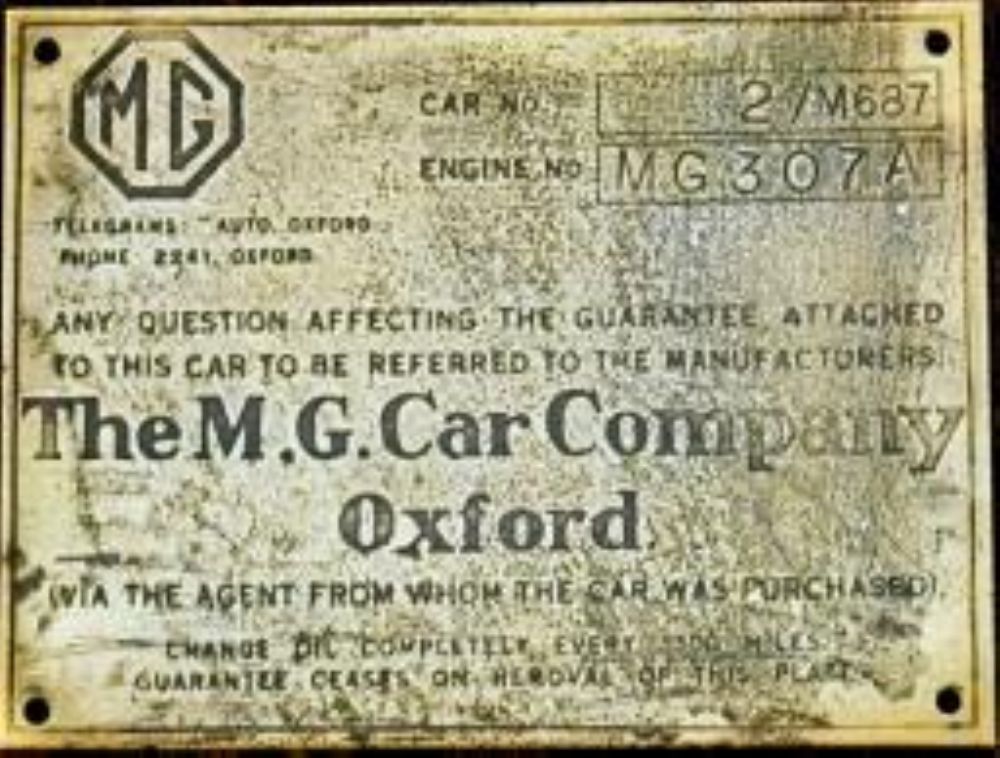 MG
CAR NO. 2/M687
ENGINE NO MG307A
TELEGRAMS: AUTO, OXFORD
PHONE 2241, OXFORD
ANY QUESTION AFFECTING THE GUARANTEE ATTACHED
TO THIS CAR TO BE REFERRED TO THE MANUFACTURERS:
The M.G. Car Company
Oxford
(VIA THE AGENT FROM WHOM THE CAR WAS PURCHASED).
CHANGE OIL COMPLETELY EVERY MILES
GUARANTEE CEASES ON REMOVAL OF THIS PLATE